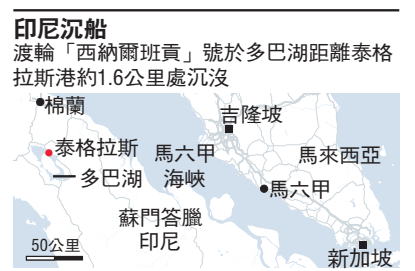 印尼沉船
渡輪「西納爾班貢」號於多巴湖距離泰格
拉斯港約1.6公里處沉沒
棉蘭
吉隆坡
泰格拉斯
馬六甲
海峽
馬來西亞
多巴湖
馬六甲
蘇門答臘
印尼
50公里
新加坡